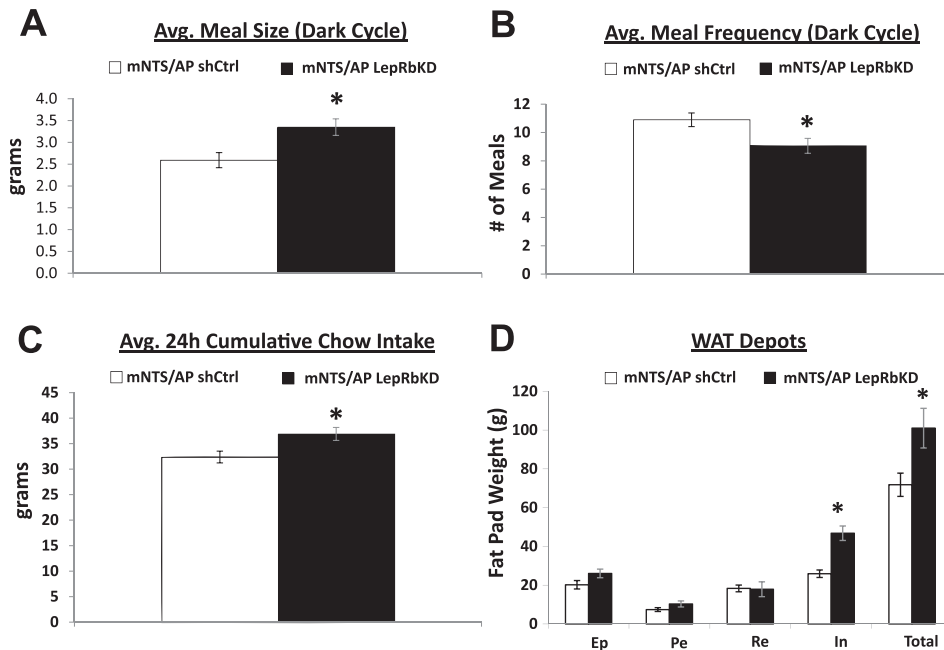 A
Avg. Meal Size (Dark Cycle)
mNTS/AP shCtrl
mNTS/AP LepRbKD
4.0
3.5
3.0
2.5
2.0
1.5
1.0
0.5
0.0
grams
*
B
Avg. Meal Frequency (Dark Cycle)
mNTS/AP shCtrl
mNTS/AP LepRbKD
12
10
8
6
4
2
0
# of Meals
*
C
Avg. 24h Cumulative Chow Intake
mNTS/AP shCtrl
mNTS/AP LepRbKD
45
40
35
30
25
20
15
10
5
0
grams
*
D
WAT Depots
mNTS/AP shCtrl
mNTS/AP LepRbKD
120
100
80
60
40
20
0
Fat Pad Weight (g)
*
*
Ep Pe Re In Total